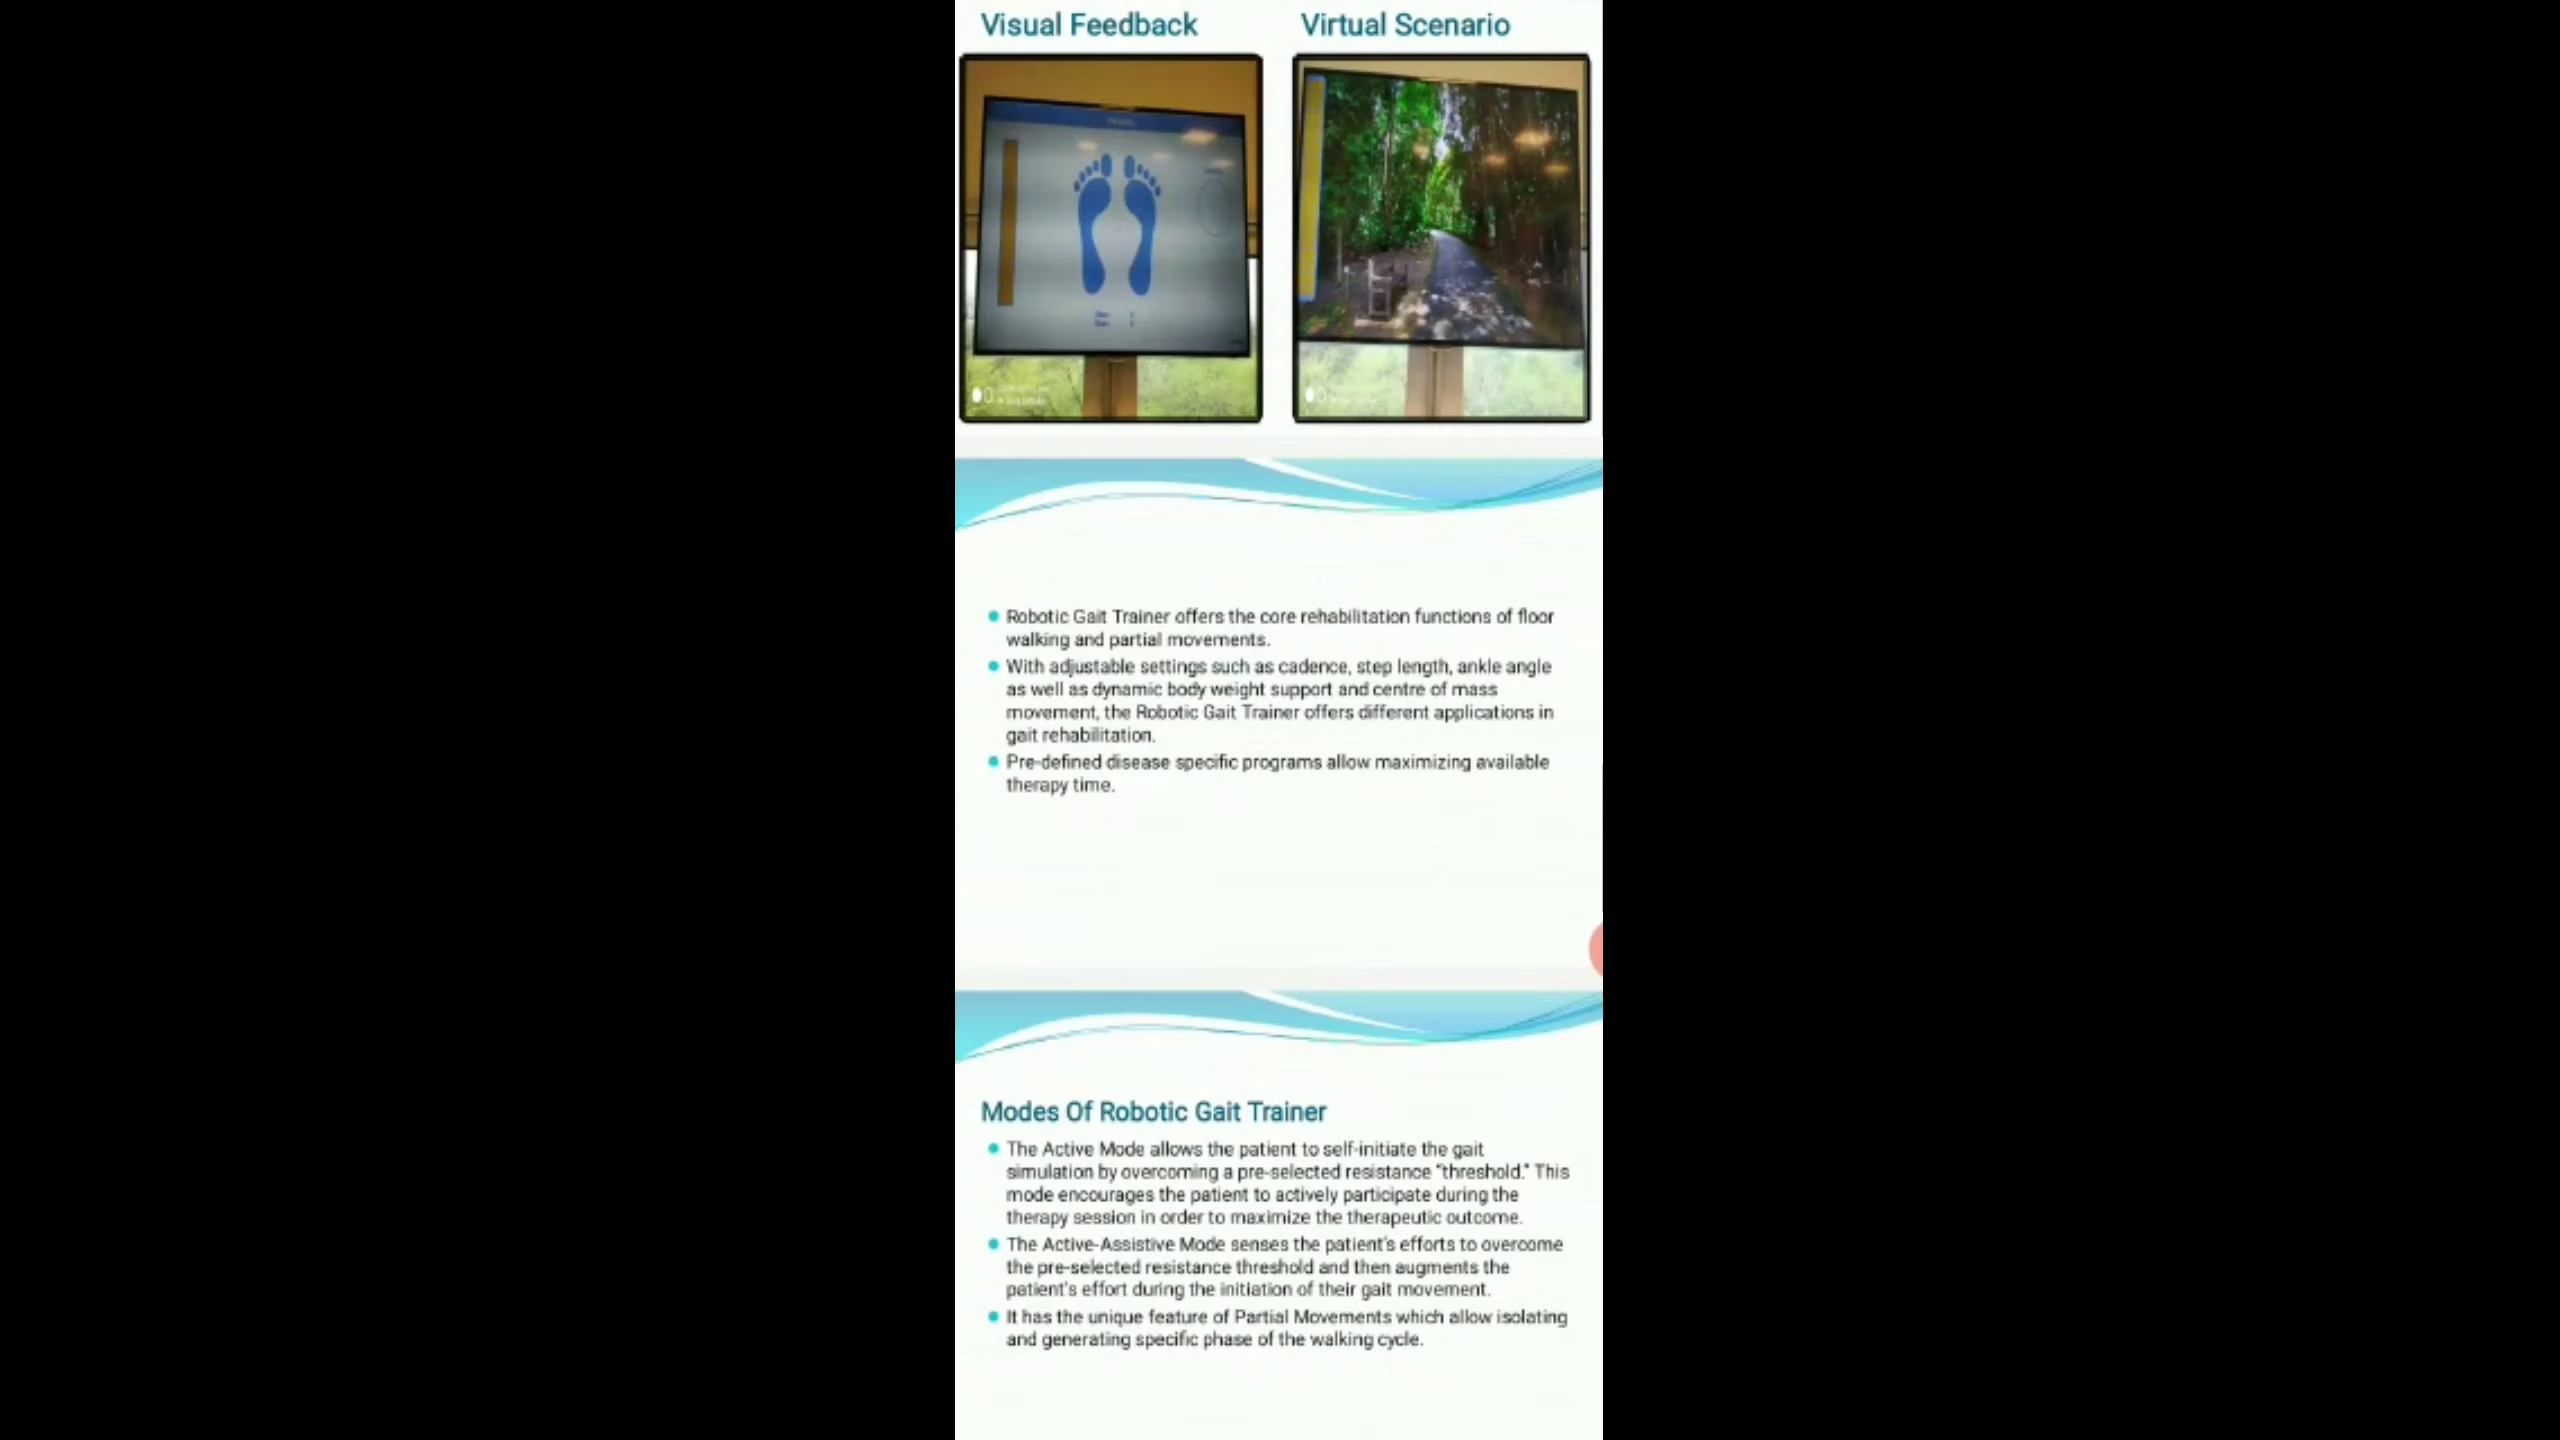 Visual Feedback
Virtual Scenario
Robotic Gait Trainer offers the core rehabilitation functions of floor
walking and partial movements.
With adjustable settings such as cadence, step length, ankle angle
as well as dynamic body weight support and centre of mass
movement, the Robotic Gait Trainer offers different applications in
gait rehabilitation.
Pre-defined disease specific programs allow maximizing available
therapy time.
Modes Of Robotic Gait Trainer
The Active Mode allows the patient to self-initiate the gait
simulation by overcoming a pre-selected resistance "threshold." This
mode encourages the patient to actively participate during the
therapy session in order to maximize the therapeutic outcome.
The Active-Assistive Mode senses the patient's efforts to overcome
the pre-selected resistance threshold and then augments the
patient's effort during the initiation of their gait movement.
It has the unique feature of Partial Movements which allow isolating
and generating specific phase of the walking cycle.